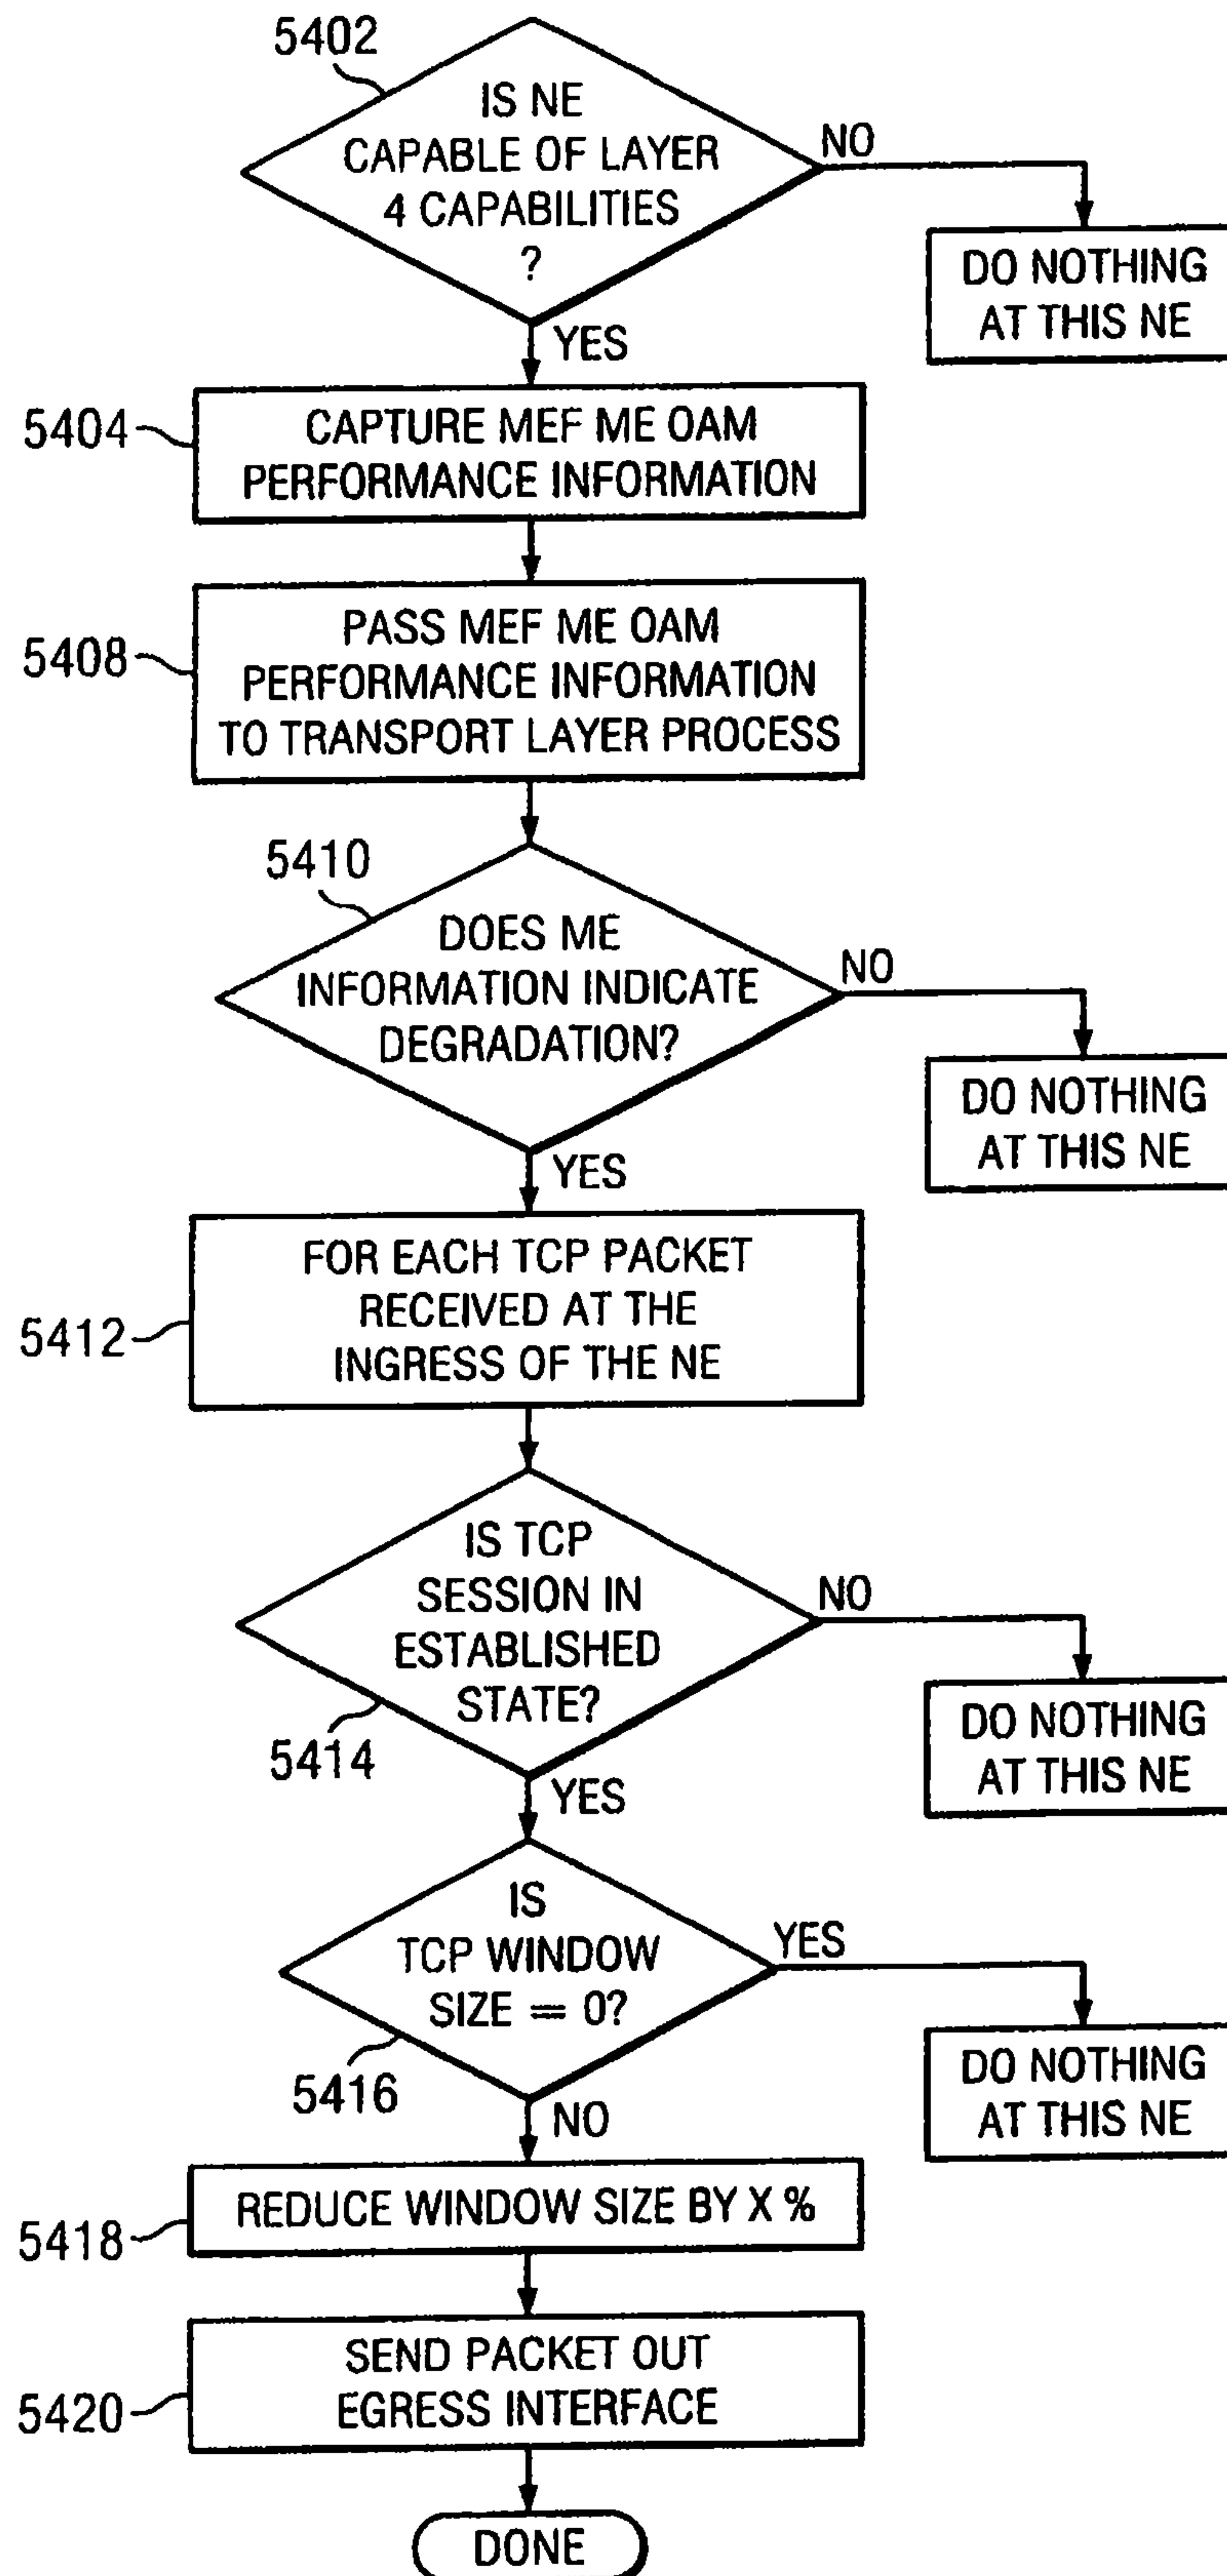 5402
IS NE
CAPABLE OF LAYER
4 CAPABILITIES
?
NO
DO NOTHING
AT THIS NE
YES
5404
CAPTURE MEF ME OAM
PERFORMANCE INFORMATION
5408
PASS MEF ME OAM
PERFORMANCE INFORMATION
TO TRANSPORT LAYER PROCESS
5410
DOES ME
INFORMATION INDICATE
DEGRADATION?
NO
DO NOTHING
AT THIS NE
YES
5412
FOR EACH TCP PACKET
RECEIVED AT THE
INGRESS OF THE NE
IS TCP
SESSION IN
ESTABLISHED
STATE?
5414
NO
DO NOTHING
AT THIS NE
YES
IS
TCP WINDOW
SIZE == 0?
5416
YES
DO NOTHING
AT THIS NE
NO
5418
REDUCE WINDOW SIZE BY X %
5420
SEND PACKET OUT
EGRESS INTERFACE
DONE